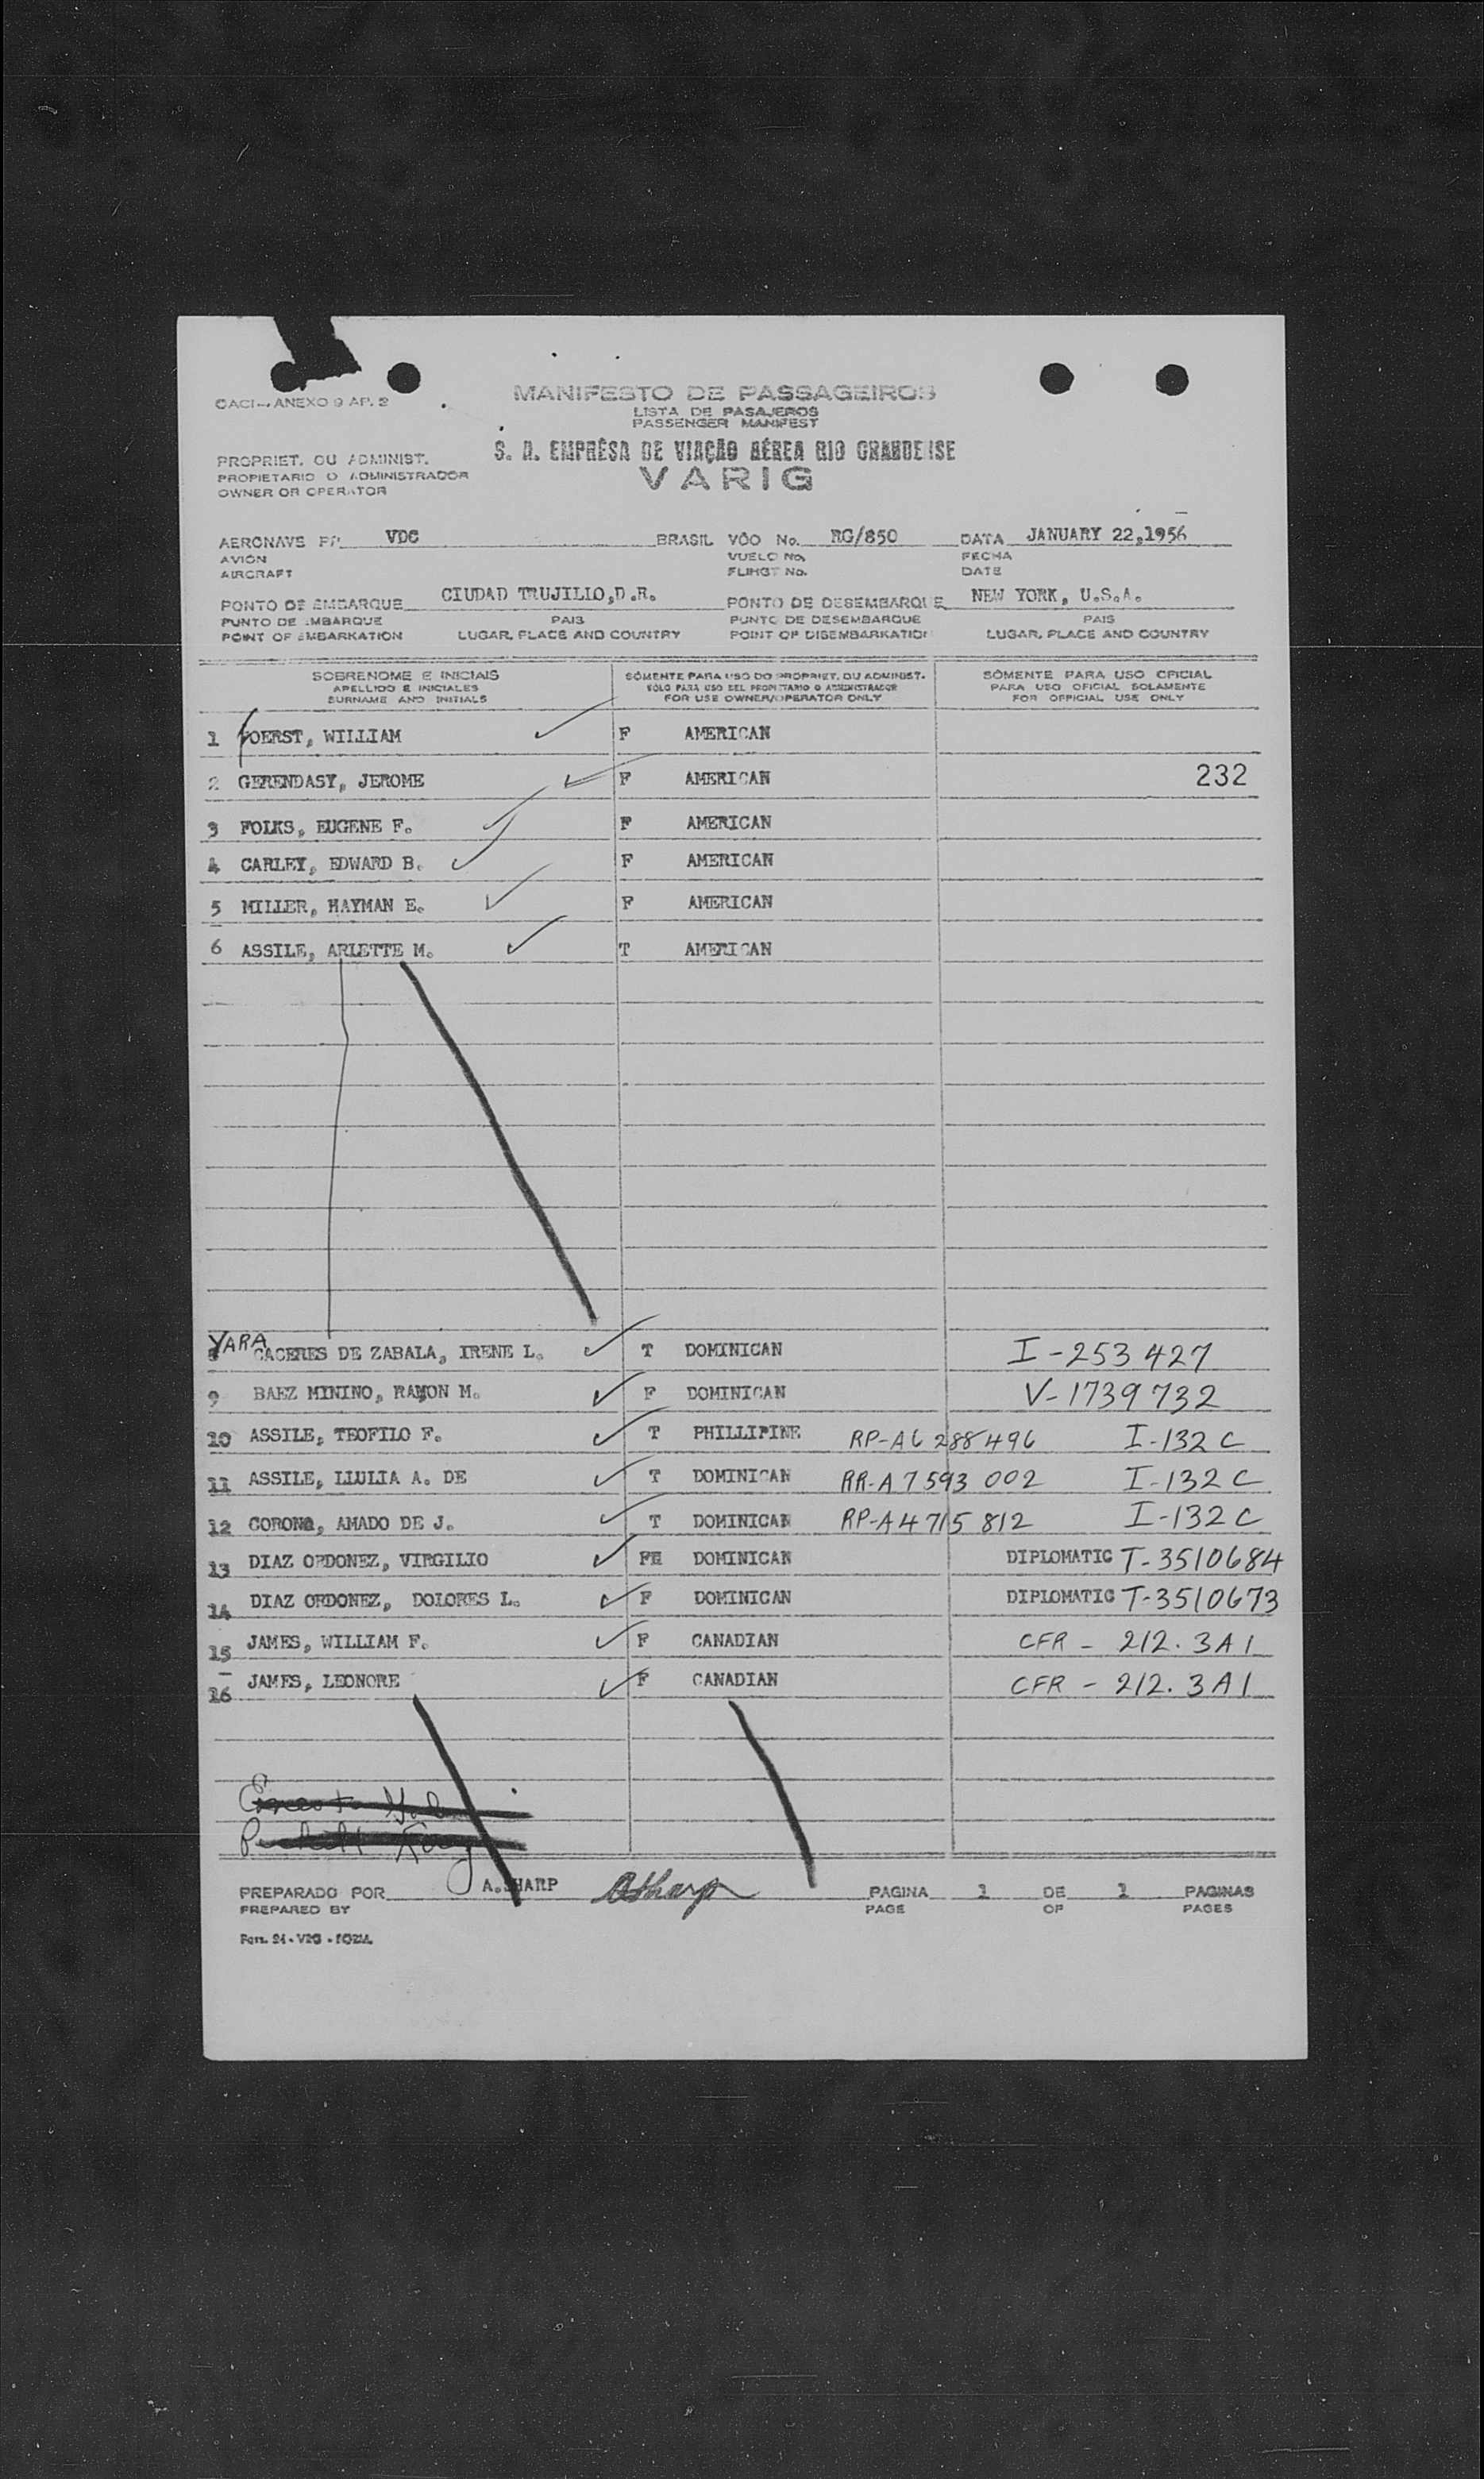 OACI - ANEXO 9 AP. 2
MANIFESTO DE PASSAGEIROS
LISTA DE PASAJEROS
PASSENGER MANIFEST
S. A. EMPRÊSA DE VIAÇÃO AÉREA RIO GRANDENSE
VARIG
PROPRIET. OU ADMINIST.
PROPIETARIO O ADMINISTRADOR
OWNER OR OPERATOR
AERONAVE PP VDC BRASIL VÔO No. RG/850 DATA JANUARY 22,1956
AVIÓN VUELO No. FECHA
AIRCRAFT FLIHGT No. DATE
PONTO DE EMBARQUE CIUDAD TRUJILIO,D.R. PONTO DE DESEMBARQUE NEW YORK, U.S.A.
PUNTO DE EMBARQUE PAIS PUNTO DE DESEMBARQUE PAIS
POINT OF EMBARKATION LUGAR, PLACE AND COUNTRY POINT OF DISEMBARKATION LUGAR, PLACE AND COUNTRY
SOBRENOME E INICIAIS SÒMENTE PARA USO DO PROPRIET. OU ADMINIST. SÒMENTE PARA USO OFICIAL
APELLIDO E INICIALES SÓLO PARA USO DEL PROPIETARIO O ADMINISTRADOR PARA USO OFICIAL SOLAMENTE
SURNAME AND INITIALS FOR USE OWNER/OPERATOR ONLY FOR OFFICIAL USE ONLY
1 FOERST, WILLIAM F AMERICAN
2 GERENDASY, JEROME F AMERICAN 232
3 FOLKS, EUGENE F. F AMERICAN
4 CARLEY, EDWARD B. F AMERICAN
5 MILLER, HAYMAN E. F AMERICAN
6 ASSILE, ARLETTE M. T AMERICAN
YARA
CACERES DE ZABALA, IRENE L. T DOMINICAN I-253427
9 BAEZ MININO, RAMON M. F DOMINICAN V-1739732
10 ASSILE, TEOFILO F. T PHILLIPINE RP-A6288496 I-132C
11 ASSILE, LIULIA A. DE T DOMINICAN RR-A7593002 I-132C
12 CORONA, AMADO DE J. T DOMINICAN RP-A4715812 I-132C
13 DIAZ ORDONEZ, VIRGILIO FE DOMINICAN DIPLOMATIC T-3510684
14 DIAZ ORDONEZ, DOLORES L. F DOMINICAN DIPLOMATIC T-3510673
15 JAMES, WILLIAM F. F CANADIAN CFR - 212.3A1
16 JAMES, LEONORE F CANADIAN CFR - 212.3A1
PREPARADO POR A.SHARP ASharp PAGINA 1 DE 1 PAGINAS
PREPARED BY PAGE OF PAGES